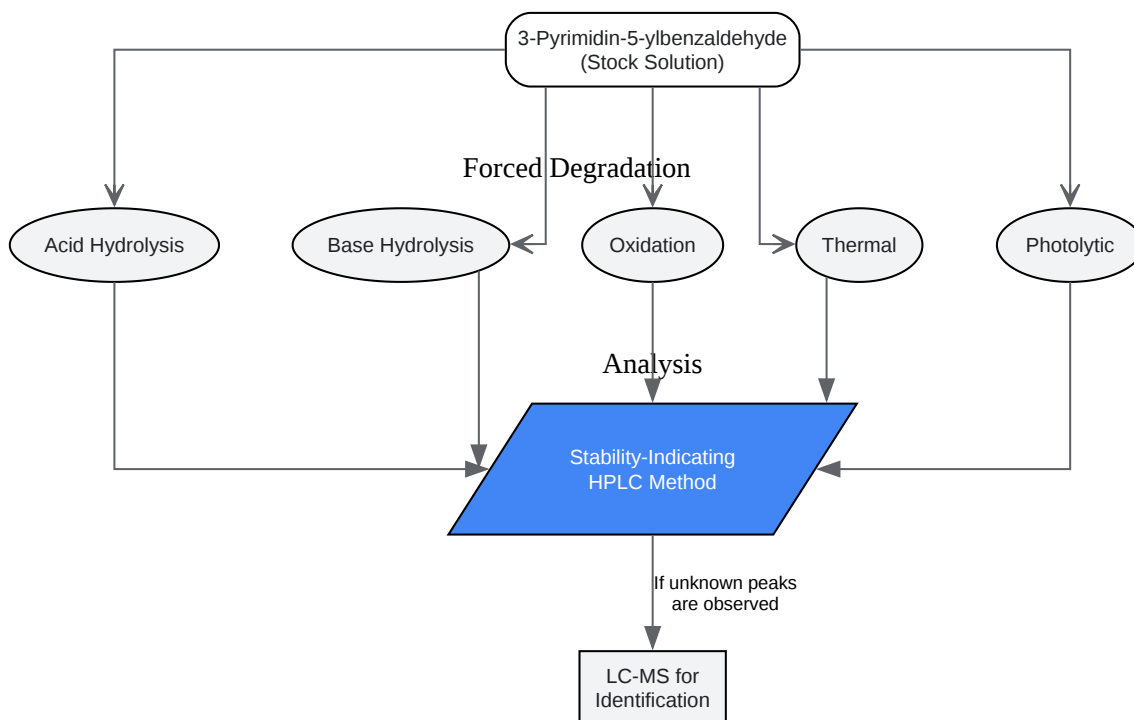 3-Pyrimidin-5-ylbenzaldehyde
(Stock Solution)
Forced Degradation
Acid Hydrolysis
Base Hydrolysis
Oxidation
Thermal
Photolytic
Analysis
Stability-Indicating
HPLC Method
If unknown peaks
are observed
LC-MS for
Identification